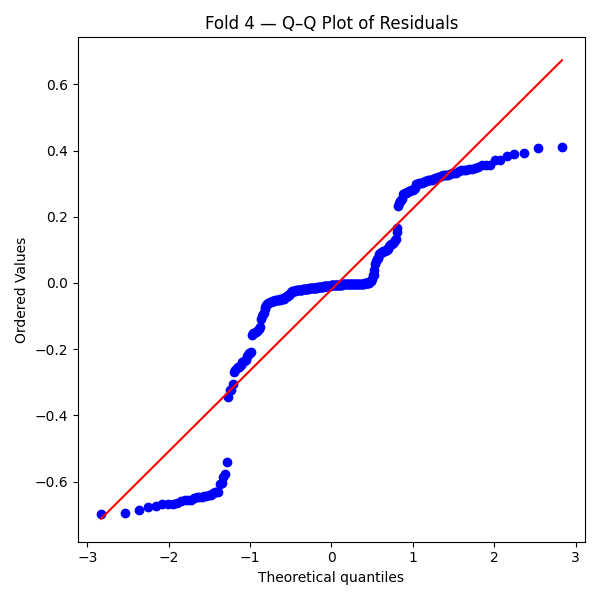 Fold 4 — Q–Q Plot of Residuals
0.6
0.4
0.2
0.0
−0.2
−0.4
−0.6
Ordered Values
−3 −2 −1 0 1 2 3
Theoretical quantiles